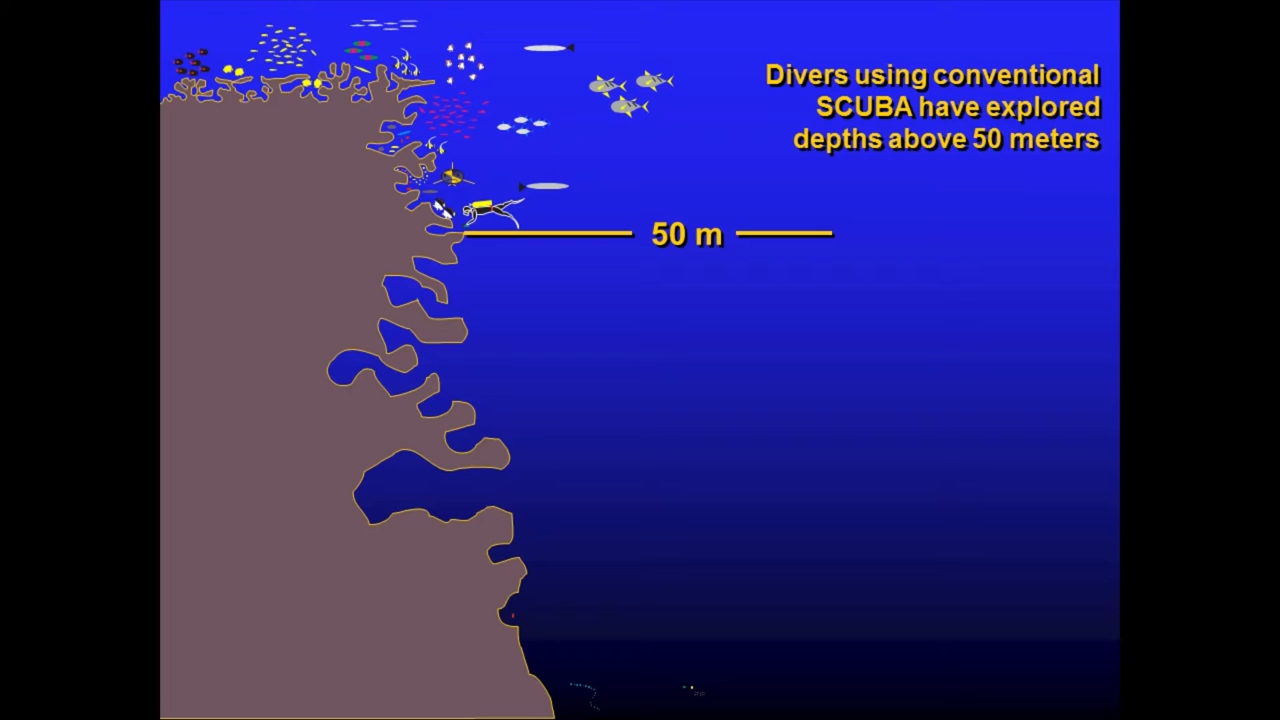 Divers using conventional
SCUBA have explored
depths above 50 meters
50 m